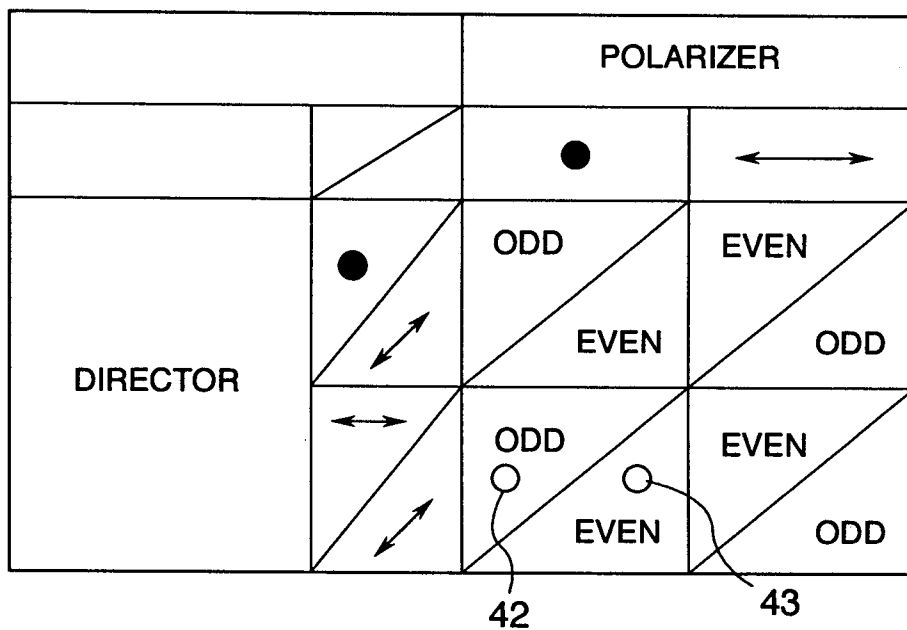 POLARIZER
ODD
EVEN
EVEN
ODD
DIRECTOR
ODD
EVEN
EVEN
ODD
42
43